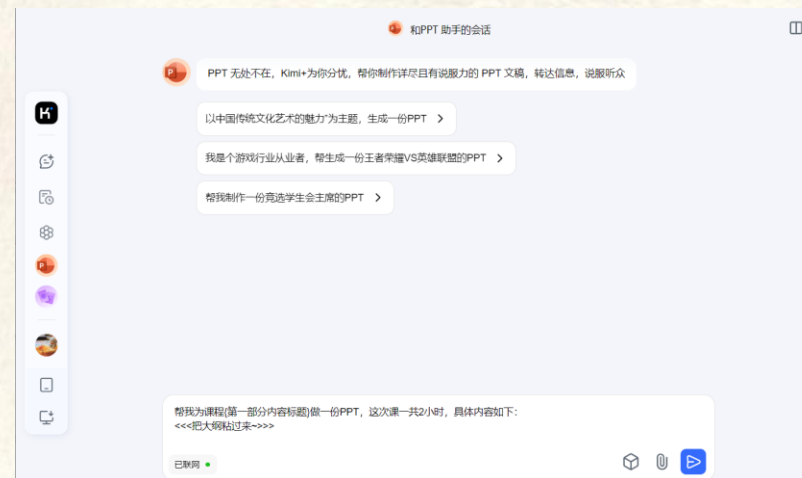 和PPT 助手的会话
PPT 无处不在，Kimi+为你分忧，帮你制作详尽且有说服力的 PPT 文稿，转达信息，说服听众
以中国传统文化艺术的魅力"为主题，生成一份PPT
我是个游戏行业从业者，帮生成一份王者荣耀VS英雄联盟的PPT
帮我制作一份竞选学生会主席的PPT
帮我为课程(第一部分内容标题)做一份PPT，这次课一共2小时，具体内容如下：
<<<把大纲粘过来~>>>
已联网